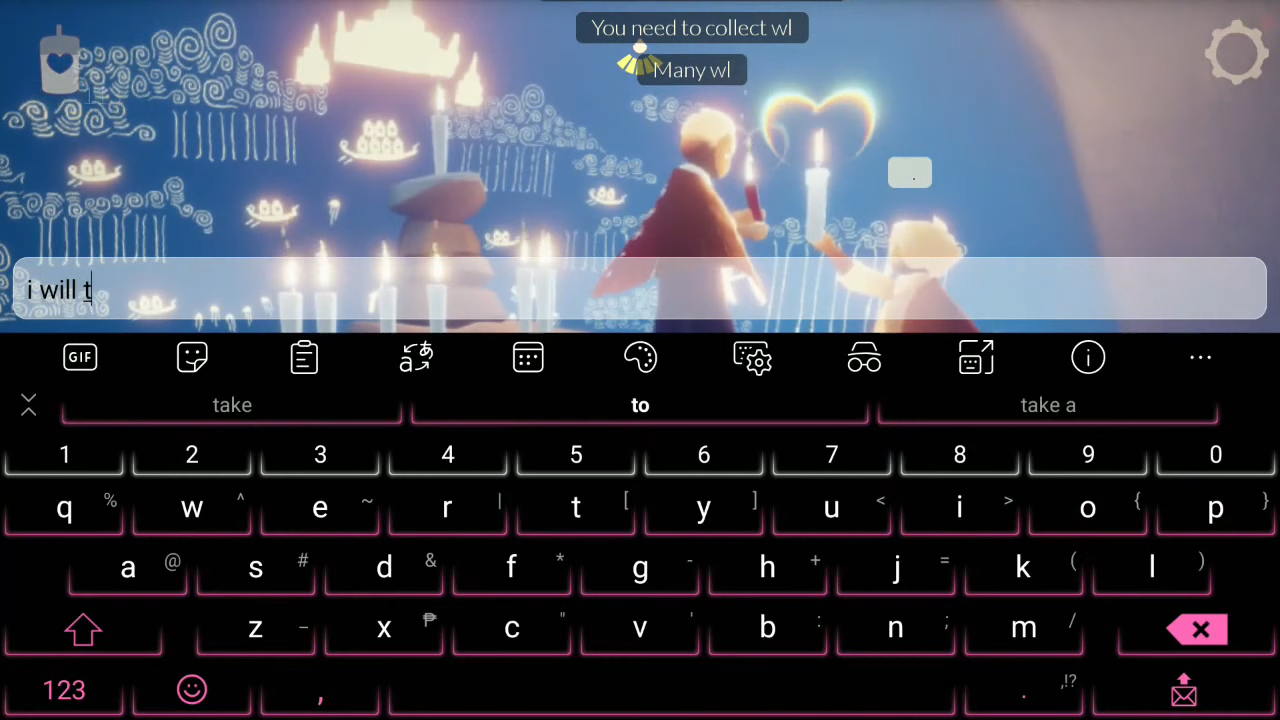 You need to collect wl
Many wl
.
i will t
GIF
take to take a
1 2 3 4 5 6 7 8 9 0
q % w ^ e ~ r | t [ y ] u < i > o { p }
a @ s # d & f * g - h + j = k ( l )
z _ x ₱ c " v ' b : n ; m /
123 , . ,!?